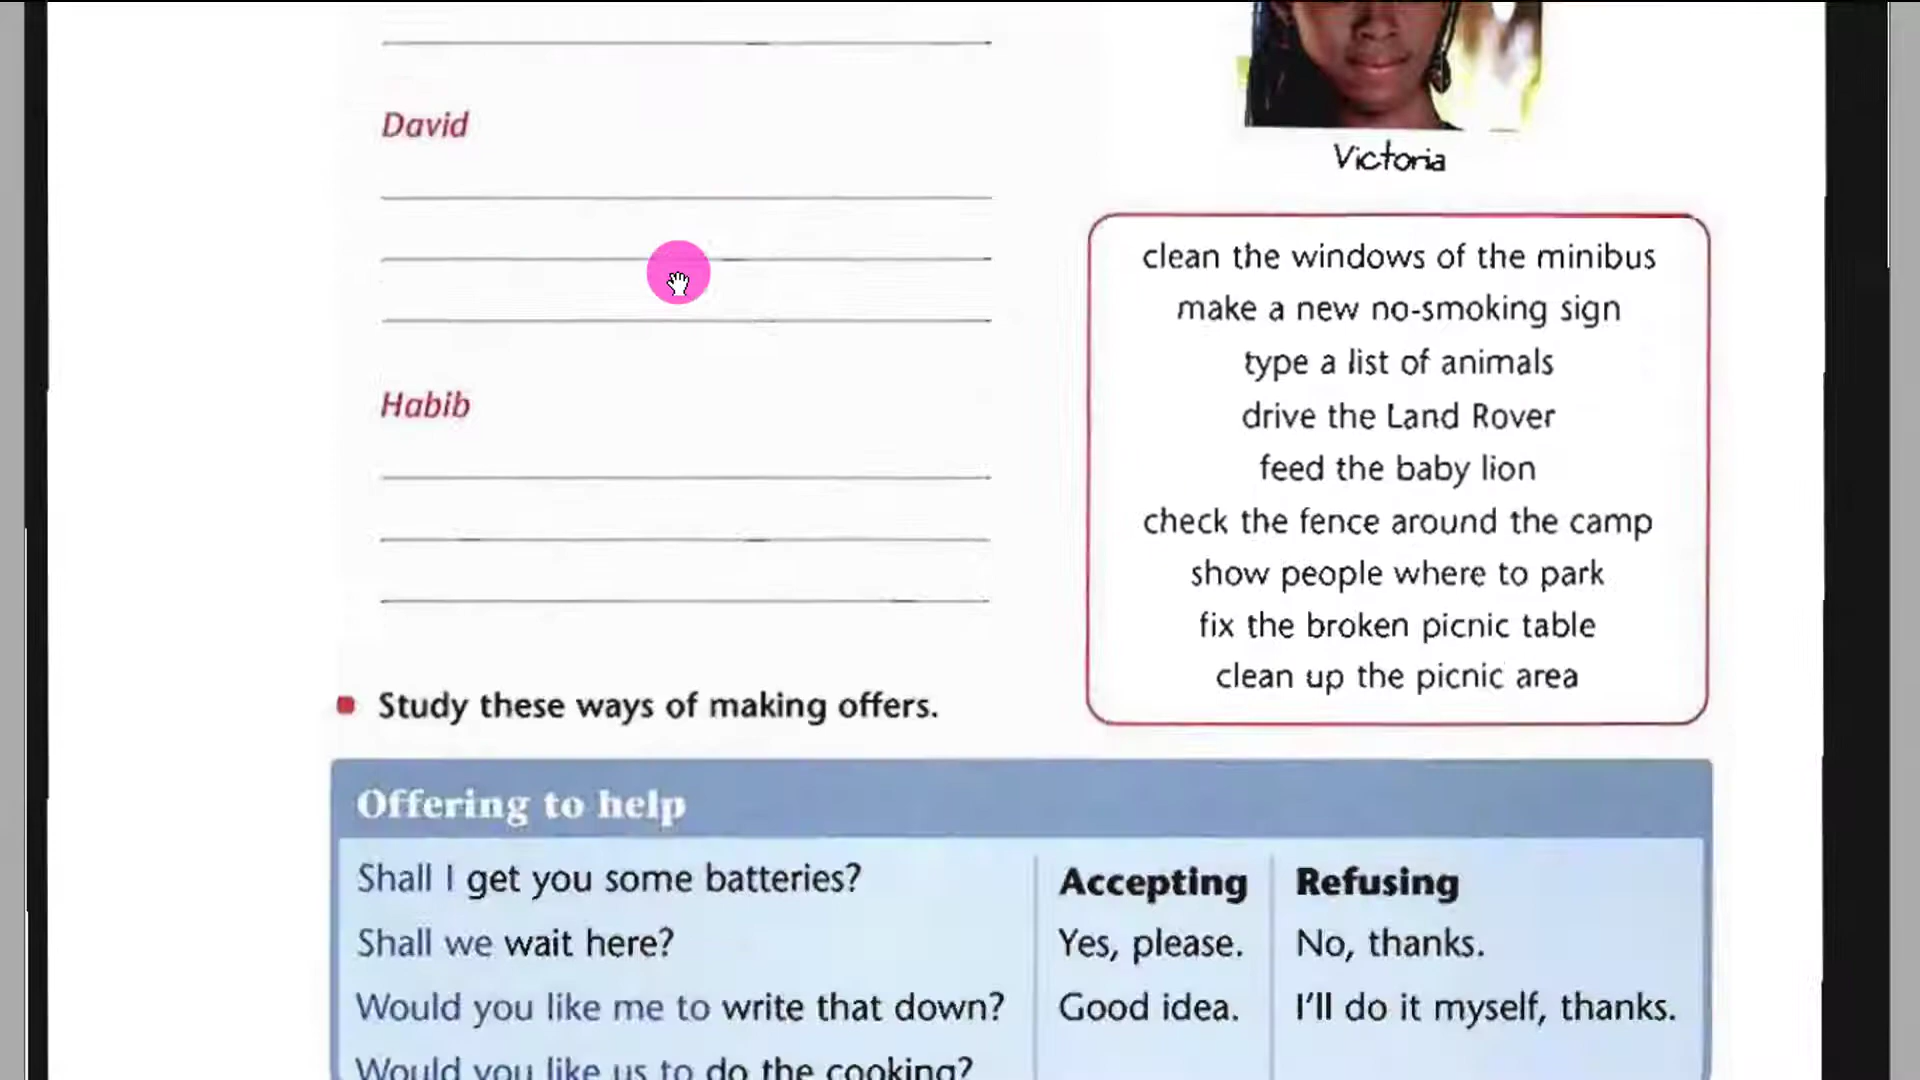 David
Habib
Victoria
clean the windows of the minibus
make a new no-smoking sign
type a list of animals
drive the Land Rover
feed the baby lion
check the fence around the camp
show people where to park
fix the broken picnic table
clean up the picnic area
Study these ways of making offers.
Offering to help
Shall I get you some batteries?
Shall we wait here?
Would you like me to write that down?
Would you like us to do the cooking?
Accepting
Yes, please.
Good idea.
Refusing
No, thanks.
I'll do it myself, thanks.